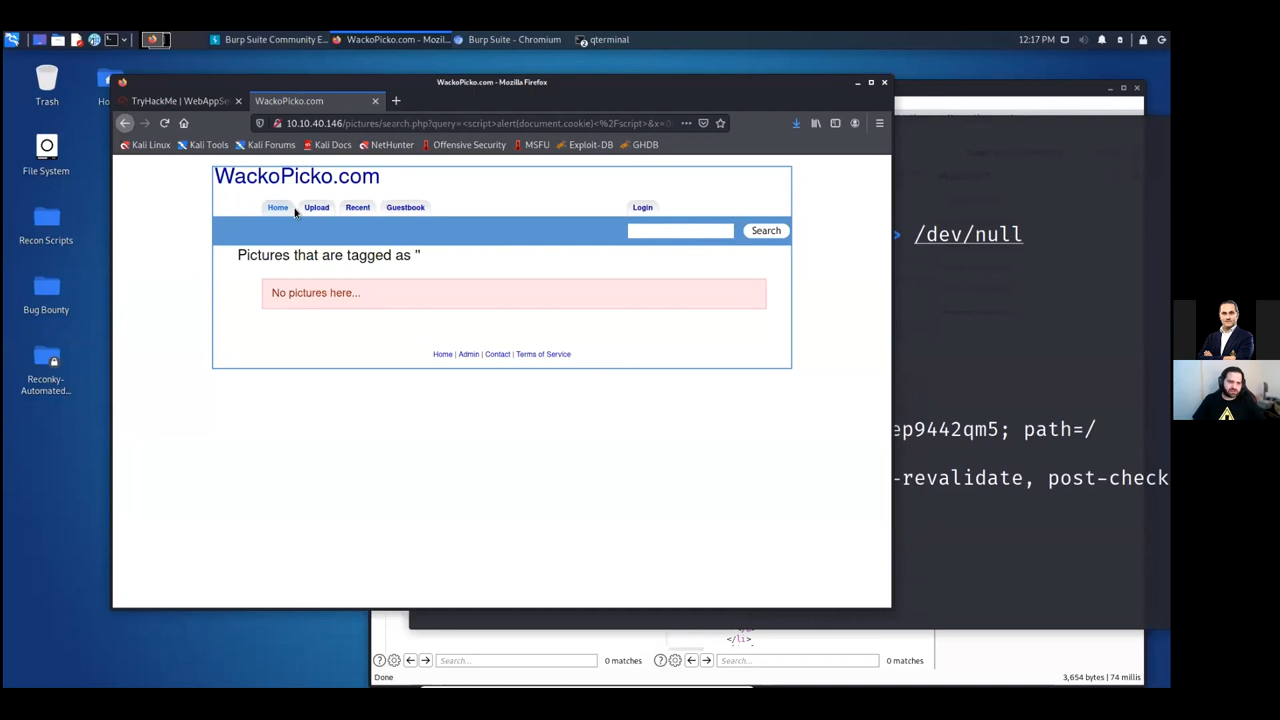 Burp Suite Community E...
WackoPicko.com - Mozil...
Burp Suite - Chromium
qterminal
12:17 PM
Trash
File System
Recon Scripts
Bug Bounty
Reconky-
Automated...
Ho
WackoPicko.com - Mozilla Firefox
TryHackMe | WebAppSe
WackoPicko.com
10.10.40.146/pictures/search.php?query=<script>alert(document.cookie)<%2Fscript>&x=0
Kali Linux
Kali Tools
Kali Forums
Kali Docs
NetHunter
Offensive Security
MSFU
Exploit-DB
GHDB
WackoPicko.com
Home
Upload
Recent
Guestbook
Login
Search
Pictures that are tagged as ''
No pictures here...
Home | Admin | Contact | Terms of Service
> /dev/null
ep9442qm5; path=/
-revalidate, post-check
</li>
Search...
0 matches
Search...
0 matches
Done
3,654 bytes | 74 millis